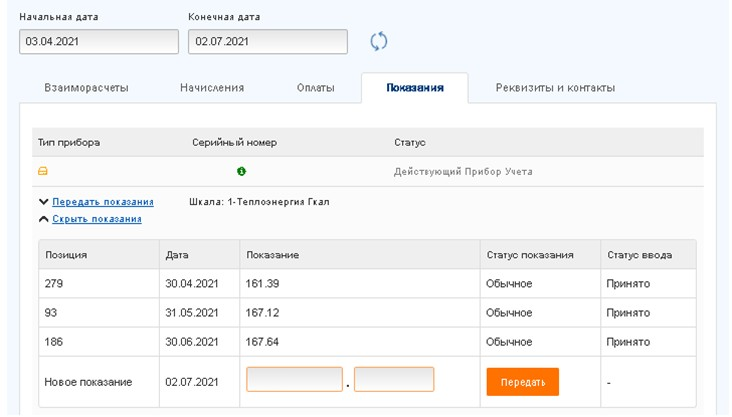 Начальная дата Конечная дата
03.04.2021 02.07.2021
Взаиморасчеты Начисления Оплаты Показания Реквизиты и контакты
Тип прибора Серийный номер Статус
Действующий Прибор Учета
Передать показания Шкала: 1-Теплоэнергия Гкал
Скрыть показания
Позиция Дата Показание Статус показания Статус ввода
279 30.04.2021 161.39 Обычное Принято
93 31.05.2021 167.12 Обычное Принято
186 30.06.2021 167.64 Обычное Принято
Новое показание 02.07.2021 . Передать -